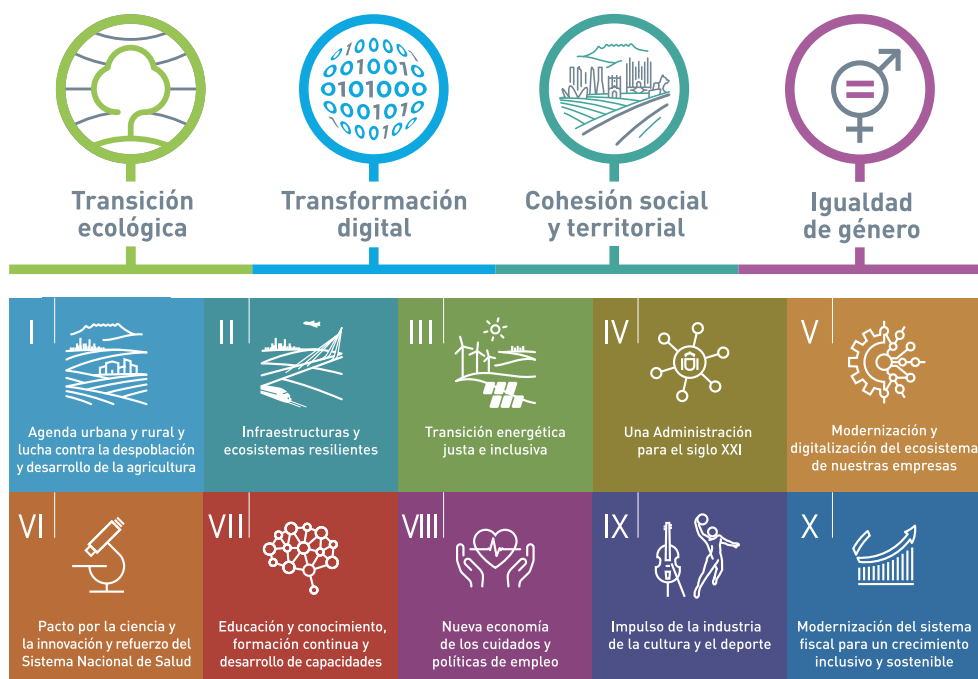 Transición
ecológica
Transformación
digital
Cohesión social
y territorial
Igualdad
de género
I
Agenda urbana y rural y
lucha contra la despoblación
y desarrollo de la agricultura
II
Infraestructuras y
ecosistemas resilientes
III
Transición energética
justa e inclusiva
IV
Una Administración
para el siglo XXI
V
Modernización y
digitalización del ecosistema
de nuestras empresas
VI
Pacto por la ciencia y
la innovación y refuerzo del
Sistema Nacional de Salud
VII
Educación y conocimiento,
formación continua y
desarrollo de capacidades
VIII
Nueva economía
de los cuidados y
políticas de empleo
IX
Impulso de la industria
de la cultura y el deporte
X
Modernización del sistema
fiscal para un crecimiento
inclusivo y sostenible